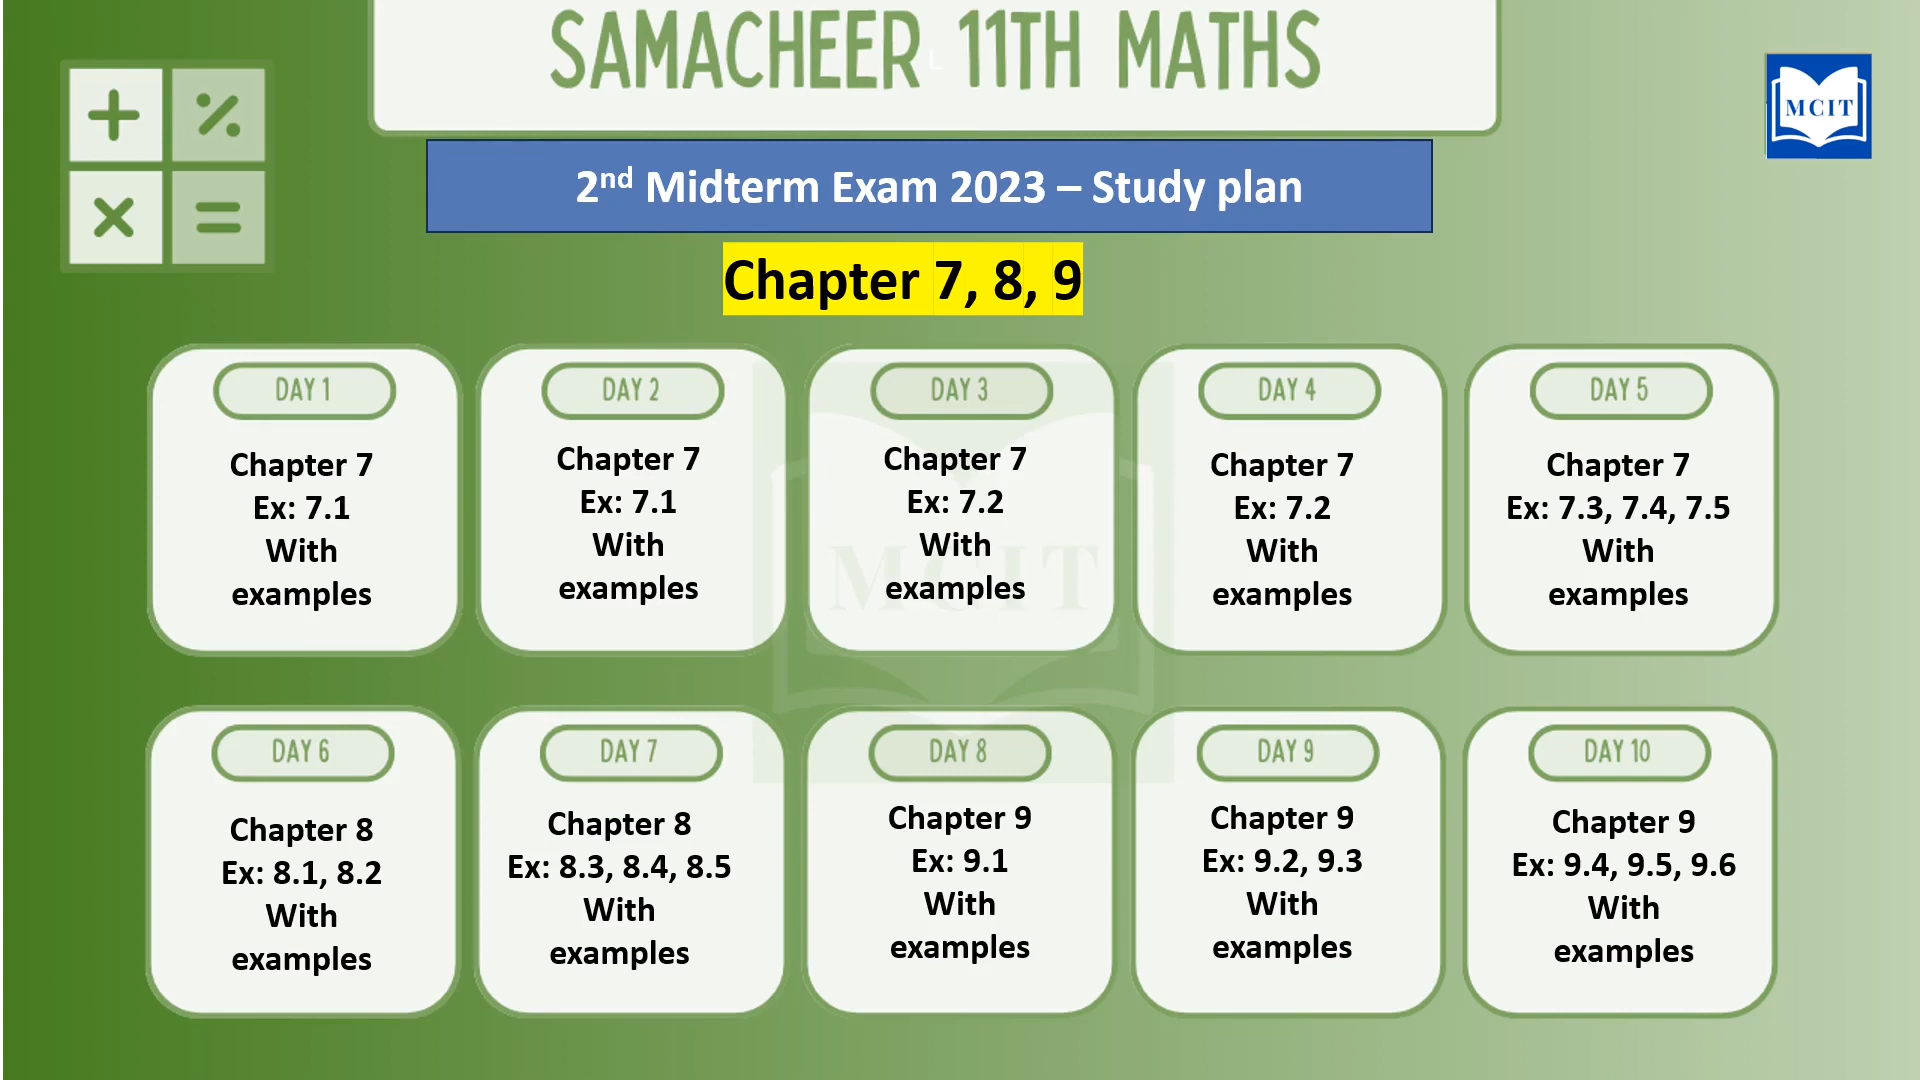 SAMACHEER 11TH MATHS
MCIT
2nd Midterm Exam 2023 – Study plan
Chapter 7, 8, 9
DAY 1
Chapter 7
Ex: 7.1
With
examples
DAY 2
Chapter 7
Ex: 7.1
With
examples
DAY 3
Chapter 7
Ex: 7.2
With
examples
DAY 4
Chapter 7
Ex: 7.2
With
examples
DAY 5
Chapter 7
Ex: 7.3, 7.4, 7.5
With
examples
MCIT
DAY 6
Chapter 8
Ex: 8.1, 8.2
With
examples
DAY 7
Chapter 8
Ex: 8.3, 8.4, 8.5
With
examples
DAY 8
Chapter 9
Ex: 9.1
With
examples
DAY 9
Chapter 9
Ex: 9.2, 9.3
With
examples
DAY 10
Chapter 9
Ex: 9.4, 9.5, 9.6
With
examples